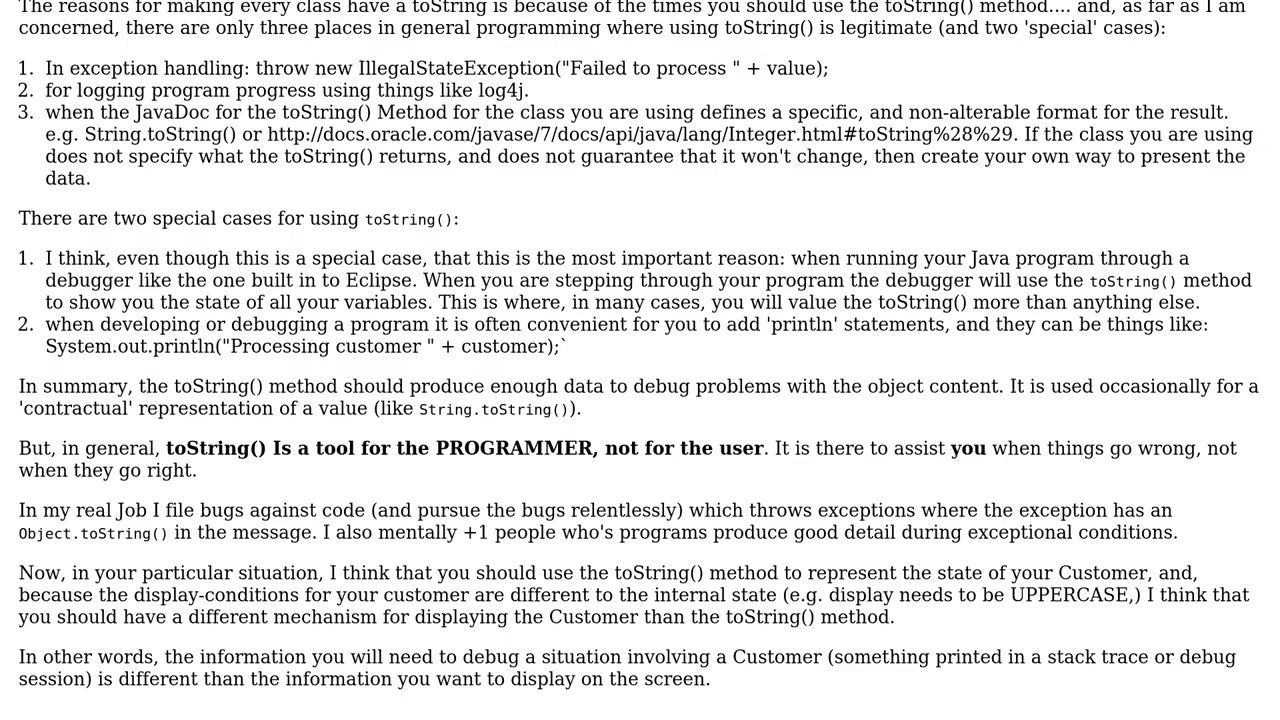 The reasons for making every class have a toString is because of the times you should use the toString() method.... and, as far as I am
concerned, there are only three places in general programming where using toString() is legitimate (and two 'special' cases):
1. In exception handling: throw new IllegalStateException("Failed to process " + value);
2. for logging program progress using things like log4j.
3. when the JavaDoc for the toString() Method for the class you are using defines a specific, and non-alterable format for the result.
e.g. String.toString() or http://docs.oracle.com/javase/7/docs/api/java/lang/Integer.html#toString%28%29. If the class you are using
does not specify what the toString() returns, and does not guarantee that it won't change, then create your own way to present the
data.
There are two special cases for using toString():
1. I think, even though this is a special case, that this is the most important reason: when running your Java program through a
debugger like the one built in to Eclipse. When you are stepping through your program the debugger will use the toString() method
to show you the state of all your variables. This is where, in many cases, you will value the toString() more than anything else.
2. when developing or debugging a program it is often convenient for you to add 'println' statements, and they can be things like:
System.out.println("Processing customer " + customer);`
In summary, the toString() method should produce enough data to debug problems with the object content. It is used occasionally for a
'contractual' representation of a value (like String.toString()).
But, in general, toString() Is a tool for the PROGRAMMER, not for the user. It is there to assist you when things go wrong, not
when they go right.
In my real Job I file bugs against code (and pursue the bugs relentlessly) which throws exceptions where the exception has an
Object.toString() in the message. I also mentally +1 people who's programs produce good detail during exceptional conditions.
Now, in your particular situation, I think that you should use the toString() method to represent the state of your Customer, and,
because the display-conditions for your customer are different to the internal state (e.g. display needs to be UPPERCASE,) I think that
you should have a different mechanism for displaying the Customer than the toString() method.
In other words, the information you will need to debug a situation involving a Customer (something printed in a stack trace or debug
session) is different than the information you want to display on the screen.